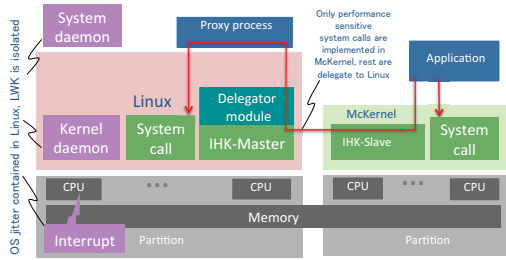 OS jitter contained in Linux, LWK is isolated
System
daemon
Proxy process
Only performance
sensitive
system calls are
implemented in
McKernel, rest are
delegate to Linux
Application
Linux
Delegator
module
McKernel
Kernel
daemon
System
call
IHK-Master
IHK-Slave
System
call
CPU
•••
CPU
CPU
•••
CPU
Memory
Interrupt
Partition
Partition